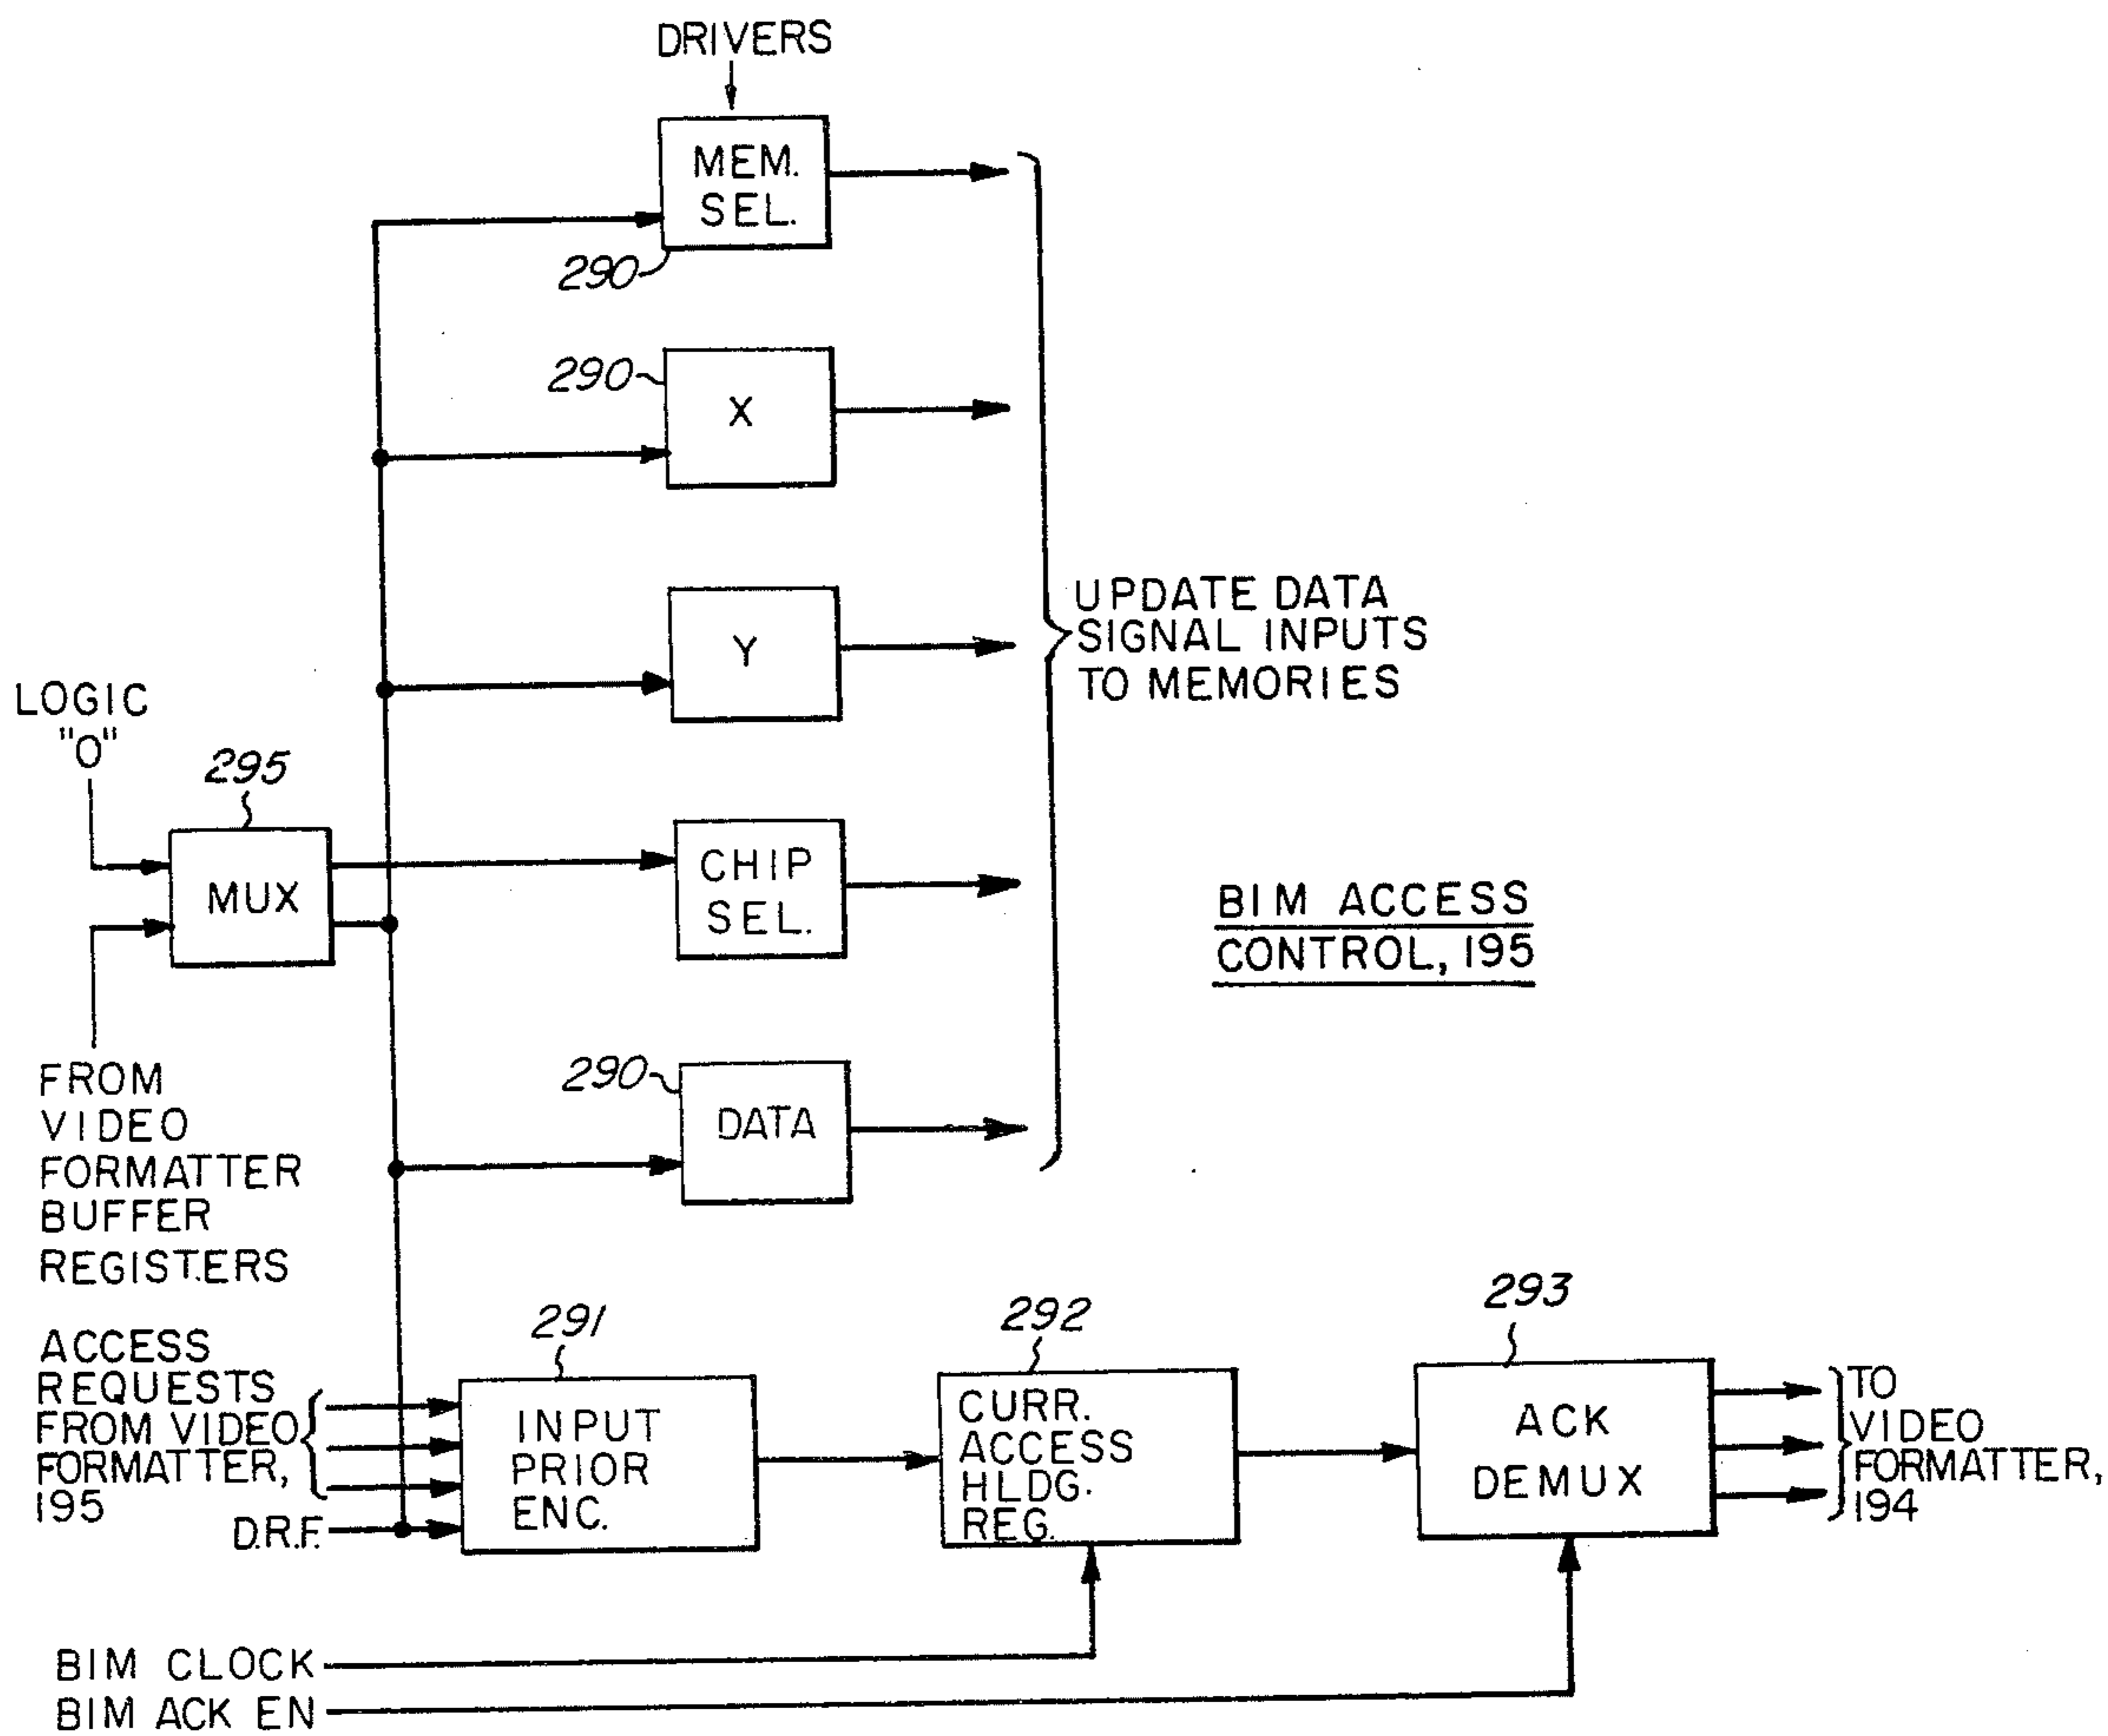 DRIVERS
MEM.
SEL.
290
290
X
Y
UPDATE DATA
SIGNAL INPUTS
TO MEMORIES
LOGIC
"O"
295
MUX
CHIP
SEL.
BIM ACCESS
CONTROL, 195
FROM
VIDEO
FORMATTER
BUFFER
REGISTERS
290
DATA
ACCESS
REQUESTS
FROM VIDEO
FORMATTER,
195
D.R.F.
291
INPUT
PRIOR
ENC.
292
CURR.
ACCESS
HLDG.
REG.
293
ACK
DEMUX
TO
VIDEO
FORMATTER,
194
BIM CLOCK
BIM ACK EN